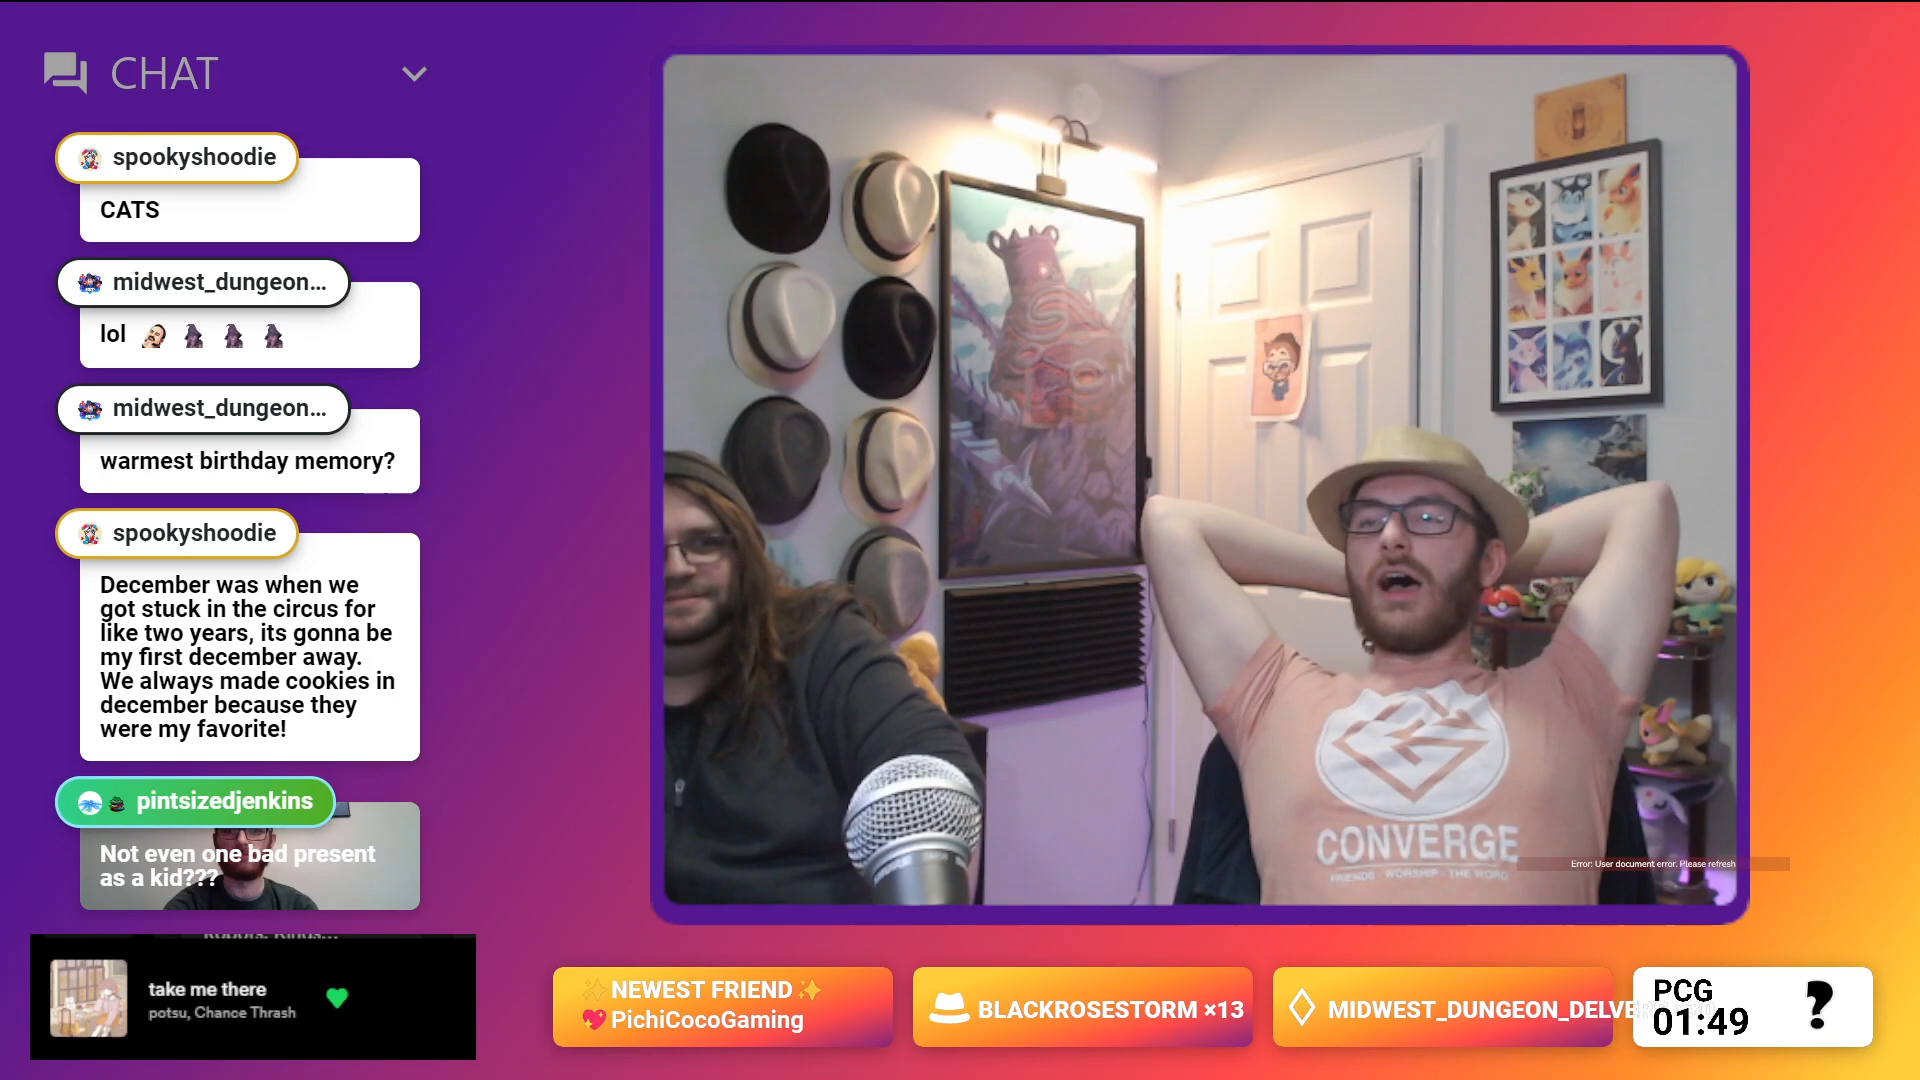 CHAT
spookyshoodie
CATS
midwest_dungeon...
lol
midwest_dungeon...
warmest birthday memory?
spookyshoodie
December was when we
got stuck in the circus for
like two years, its gonna be
my first december away.
We always made cookies in
december because they
were my favorite!
pintsizedjenkins
Not even one bad present
as a kid???
take me there
potsu, Chance Thrash
CONVERGE
FRIENDS - WORSHIP - THE WORD
Error: User document error. Please refresh
✨NEWEST FRIEND✨
💖PichiCocoGaming
BLACKROSESTORM ×13
MIDWEST_DUNGEON_DELVE
PCG
01:49
?